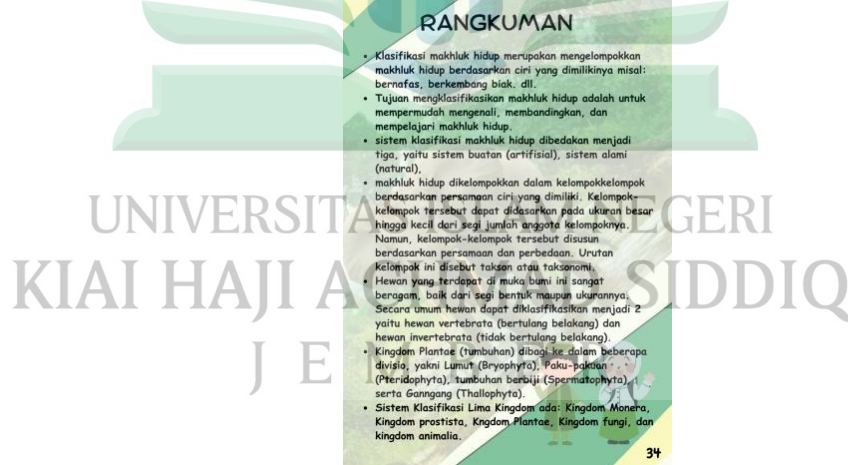 RANGKUMAN
• Klasifikasi makhluk hidup merupakan mengelompokkan
makhluk hidup berdasarkan ciri yang dimilikinya misal:
bernafas, berkembang biak. dll.
• Tujuan mengklasifikasikan makhluk hidup adalah untuk
mempermudah mengenali, membandingkan, dan
mempelajari makhluk hidup.
• sistem klasifikasi makhluk hidup dibedakan menjadi
tiga, yaitu sistem buatan (artifisial), sistem alami
(natural),
• makhluk hidup dikelompokkan dalam kelompokkelompok
berdasarkan persamaan ciri yang dimiliki. Kelompok-
kelompok tersebut dapat didasarkan pada ukuran besar
hingga kecil dari segi jumlah anggota kelompoknya.
Namun, kelompok-kelompok tersebut disusun
berdasarkan persamaan dan perbedaan. Urutan
kelompok ini disebut takson atau taksonomi.
• Hewan yang terdapat di muka bumi ini sangat
beragam, baik dari segi bentuk maupun ukurannya.
Secara umum hewan dapat diklasifikasikan menjadi 2
yaitu hewan vertebrata (bertulang belakang) dan
hewan invertebrata (tidak bertulang belakang).
• Kingdom Plantae (tumbuhan) dibagi ke dalam beberapa
divisio, yakni Lumut (Bryophyta), Paku-pakuan
(Pteridophyta), tumbuhan berbiji (Spermatophyta),
serta Ganngang (Thallophyta).
• Sistem Klasifikasi Lima Kingdom ada: Kingdom Monera,
Kingdom prostista, Kngdom Plantae, Kingdom fungi, dan
kingdom animalia.
34
UNIVERSITAS ISLAM NEGERI
KIAI HAJI ACHMAD SIDDIQ
J E M B E R